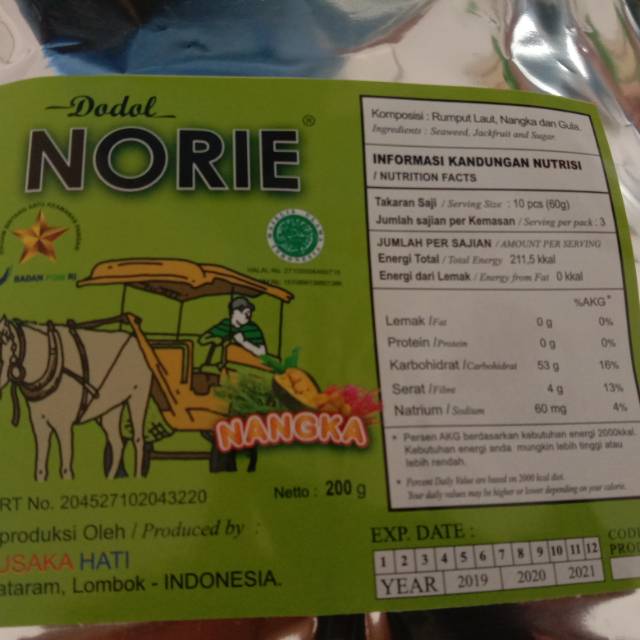 Dodol
NORIE®
BADAN POM RI
NANGKA
RT No. 204527102043220
Netto : 200 g
produksi Oleh / Produced by :
USAKA HATI
ataram, Lombok - INDONESIA.
Komposisi : Rumput Laut, Nangka dan Gula.
Ingredients : Seaweed, Jackfruit and Sugar.
INFORMASI KANDUNGAN NUTRISI
/ NUTRITION FACTS
Takaran Saji / Serving Size : 10 pcs (60g)
Jumlah sajian per Kemasan / Serving per pack : 3
JUMLAH PER SAJIAN / AMOUNT PER SERVING
Energi Total / Total Energy 211,5 kkal
Energi dari Lemak / Energy from Fat 0 kkal
%AKG*
Lemak / Fat 0 g 0%
Protein / Protein 0 g 0%
Karbohidrat / Carbohidrat 53 g 16%
Serat / Fibre 4 g 13%
Natrium / Sodium 60 mg 4%
* Persen AKG berdasarkan kebutuhan energi 2000kkal.
Kebutuhan energi anda mungkin lebih tinggi atau
lebih rendah.
* Percent Daily Value are based on 2000 kcal diet.
Your daily values may be higher or lower depending on your calorie.
EXP. DATE :
1 2 3 4 5 6 7 8 9 10 11 12
YEAR 2019 2020 2021
COD
PRO